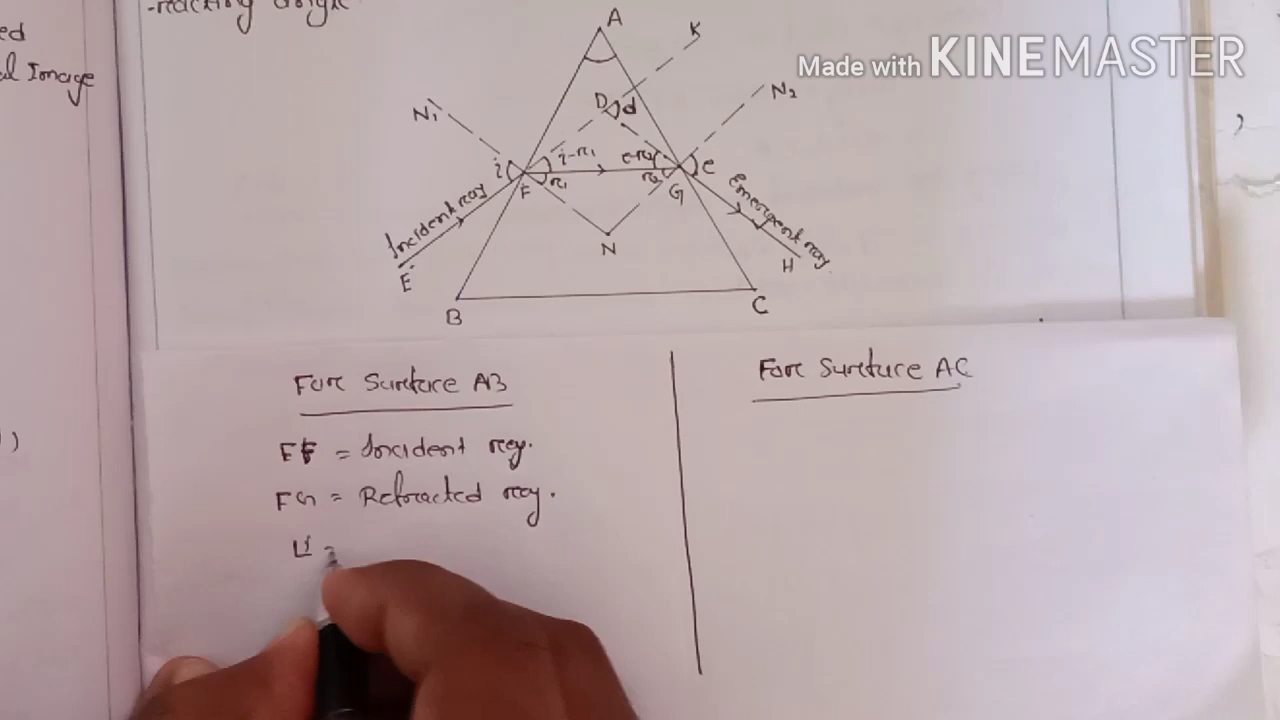 -racting angle
ed
al Image
)
Made with KINEMASTER
,
A
K
N₁
D d
N₂
i i-r₁ e-r₂ e
F r₁ r₂ G
Incident ray
Emergent ray
E
N
H
B
C
For Surface AB
EF = Incident ray.
FG = Refracted ray.
∠i =
For Surface AC